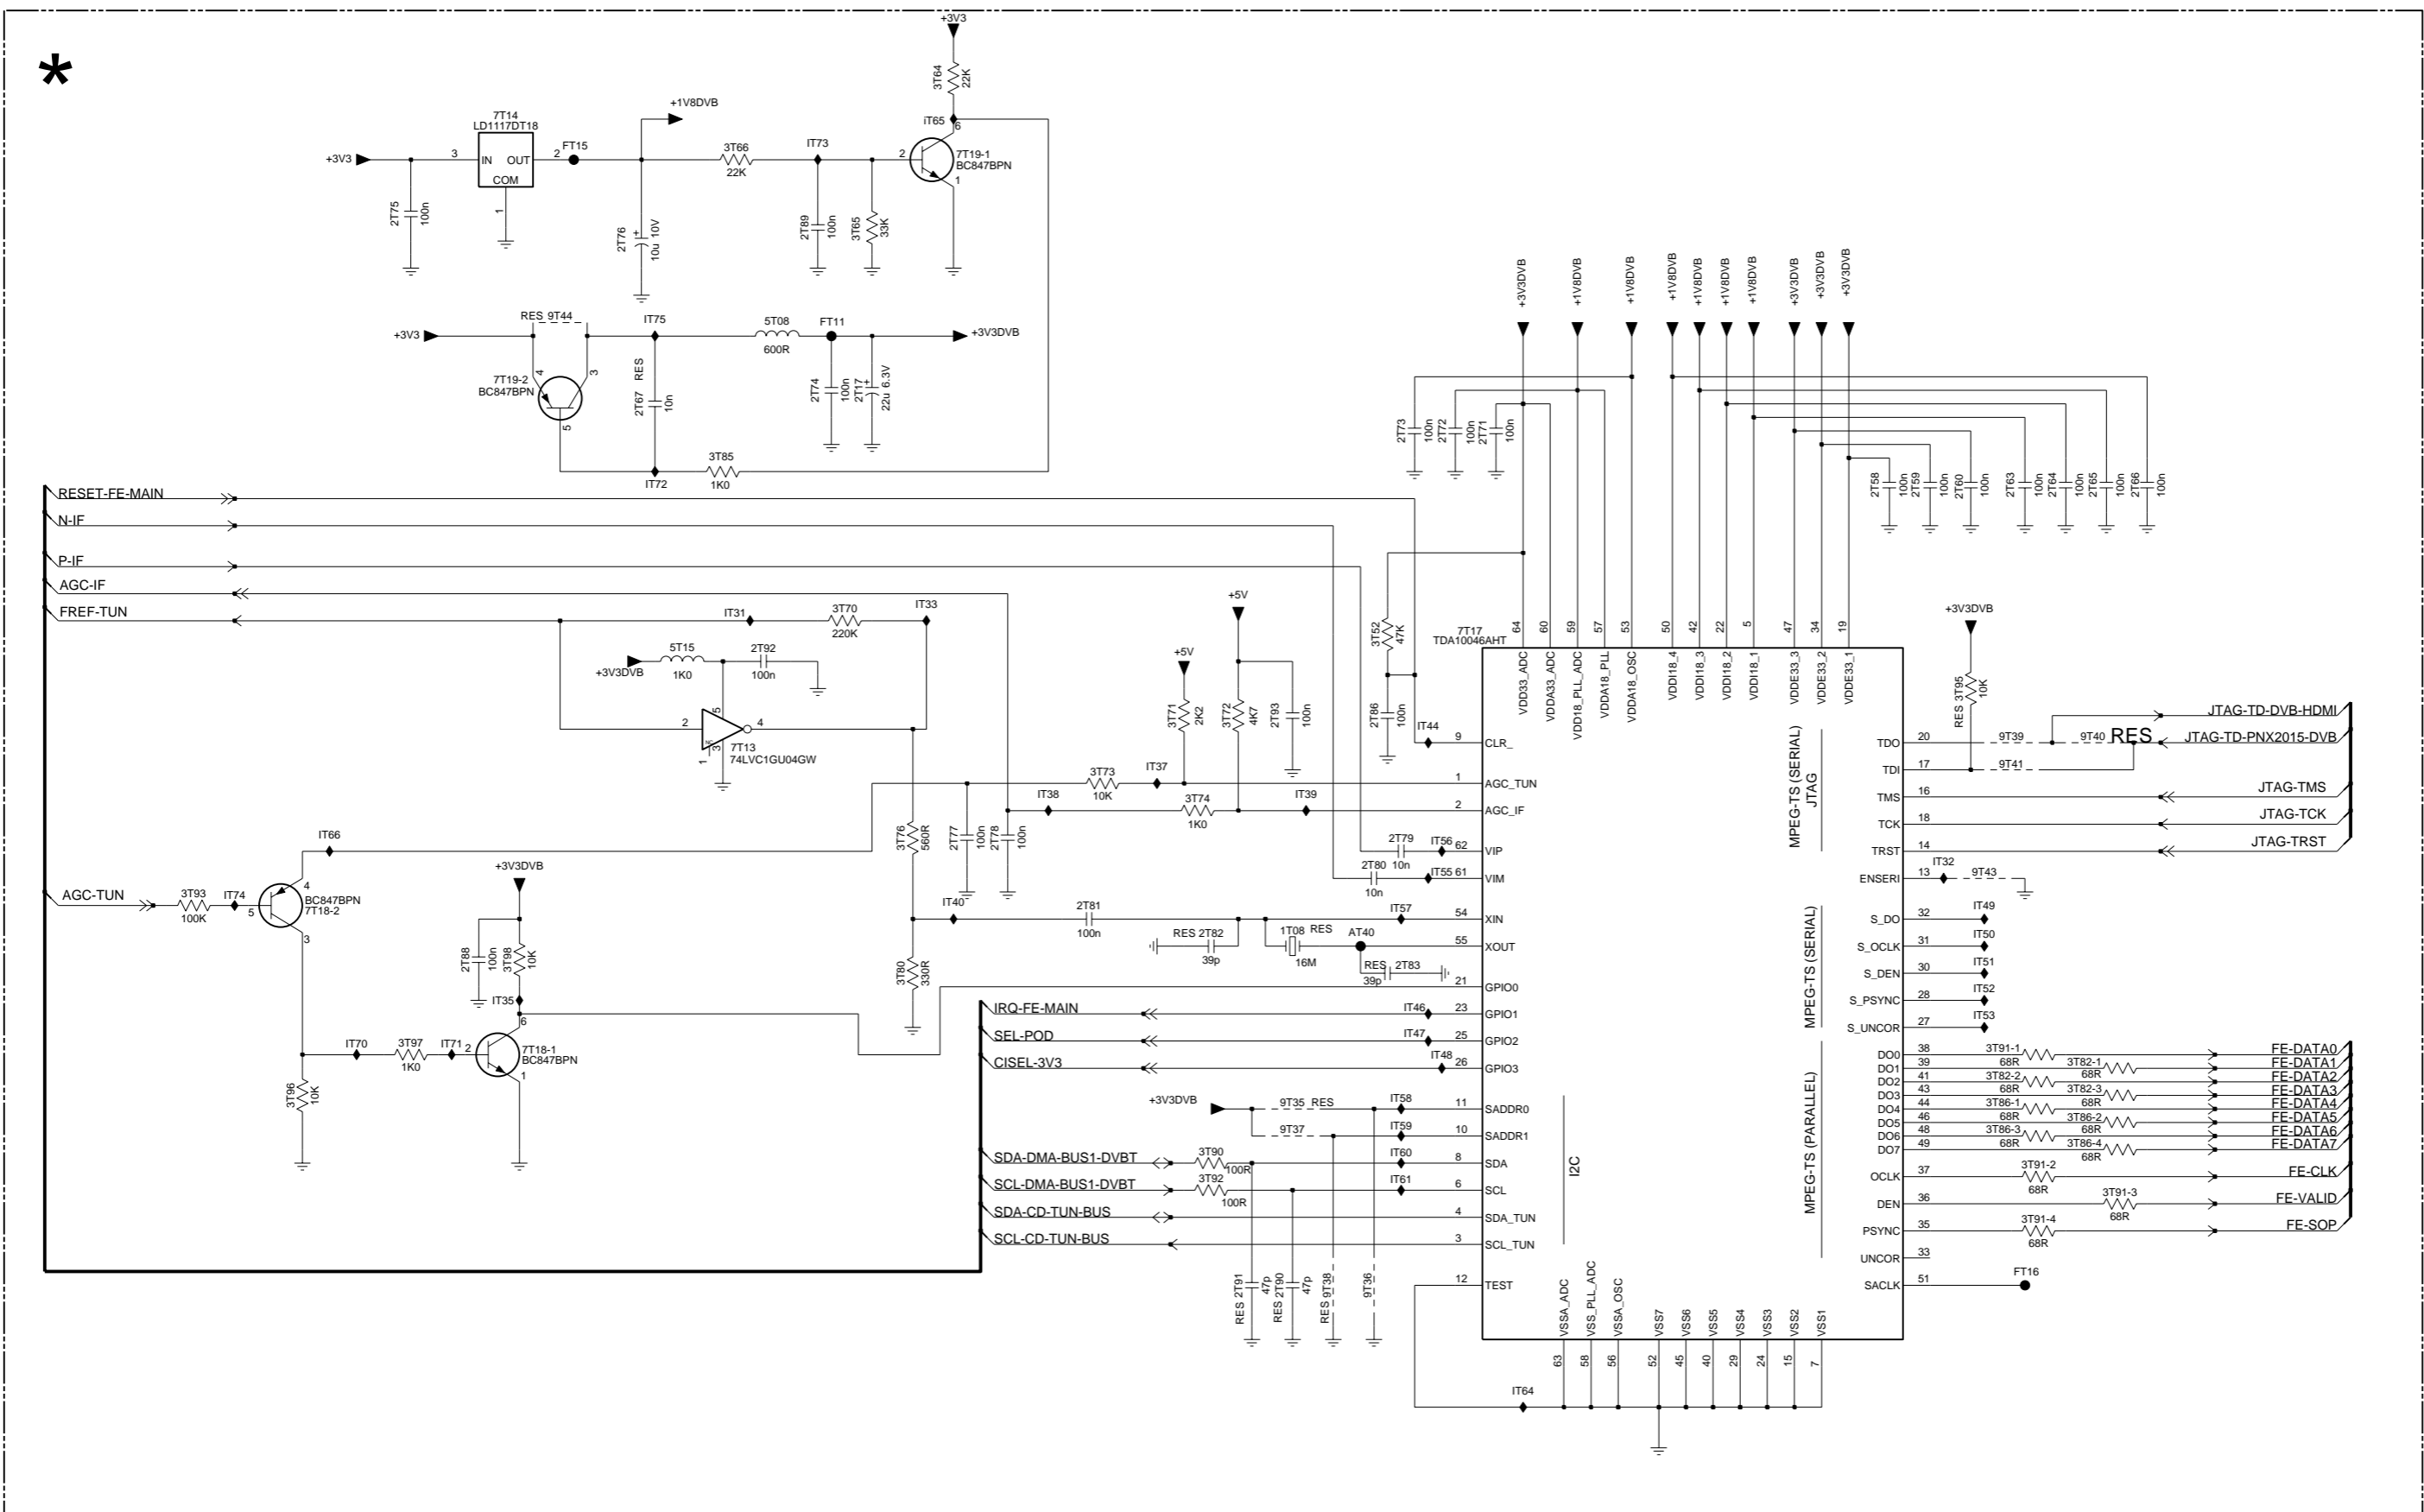 *
+3V3
3T64
22K
+1V8DVB
7T14
LD1117DT18
iT65
6
+3V3
3
IN
OUT
COM
2
FT15
1
3T66
22K
IT73
2
7T19-1
BC847BPN
1
2T75
100n
2T76
+
10u 10V
2T89
100n
3T65
33K
RES 9T44
IT75
5T08
600R
FT11
+3V3DVB
+3V3
7T19-2
BC847BPN
4
3
5
2T67 RES
10n
2T74
100n
2T17
+
22u 6.3V
3T85
1K0
IT72
+3V3DVB
+1V8DVB
+1V8DVB
+1V8DVB
+1V8DVB
+1V8DVB
+1V8DVB
+3V3DVB
+3V3DVB
+3V3DVB
2T73
100n
2T72
100n
2T71
100n
2T58
100n
2T59
100n
2T60
100n
2T63
100n
2T64
100n
2T65
100n
2T66
100n
RESET-FE-MAIN
N-IF
P-IF
AGC-IF
FREF-TUN
IT31
3T70
220K
IT33
+3V3DVB
5T15
1K0
2T92
100n
2
5
4
NC
3
1
7T13
74LVC1GU04GW
+5V
+5V
3T71
2K2
3T72
4K7
2T93
100n
3T52
47K
2T86
100n
IT44
7T17
TDA10046AHT
64
60
59
57
53
50
42
22
5
47
34
19
VDD33_ADC
VDDA33_ADC
VDD18_PLL_ADC
VDDA18_PLL
VDDA18_OSC
VDDI18_4
VDDI18_3
VDDI18_2
VDDI18_1
VDDE33_3
VDDE33_2
VDDE33_1
+3V3DVB
RES 3T95
10K
9 CLR_
3T73
10K
IT37
1 AGC_TUN
IT38
3T74
1K0
IT39
2 AGC_IF
3T76
560R
2T77
100n
2T78
100n
2T79
10n
IT56
62 VIP
2T80
10n
IT55
61 VIM
IT66
AGC-TUN
3T93
100K
IT74
5
4
BC847BPN
7T18-2
3
+3V3DVB
2T88
100n
3T98
10K
IT35
6
IT70
3T97
1K0
IT71
2
7T18-1
BC847BPN
1
3T96
10K
IT40
2T81
100n
IT57
54 XIN
RES 2T82
39p
1T08 RES
16M
AT40
55 XOUT
RES 2T83
39p
3T80
330R
21 GPIO0
IRQ-FE-MAIN
IT46
23 GPIO1
SEL-POD
IT47
25 GPIO2
CISEL-3V3
IT48
26 GPIO3
+3V3DVB
9T35 RES
IT58
11 SADDR0
9T37
IT59
10 SADDR1
SDA-DMA-BUS1-DVBT
3T90
100R
IT60
8 SDA
SCL-DMA-BUS1-DVBT
3T92
100R
IT61
6 SCL
SDA-CD-TUN-BUS
4 SDA_TUN
SCL-CD-TUN-BUS
3 SCL_TUN
12 TEST
RES 2T91
47p
RES 2T90
47p
RES 9T38
9T36
I2C
MPEG-TS (SERIAL)
JTAG
MPEG-TS (SERIAL)
MPEG-TS (PARALLEL)
TDO 20
9T39
9T40
RES
JTAG-TD-DVB-HDMI
JTAG-TD-PNX2015-DVB
TDI 17
9T41
TMS 16
JTAG-TMS
TCK 18
JTAG-TCK
TRST 14
JTAG-TRST
ENSERI 13
IT32
9T43
S_DO 32
IT49
S_OCLK 31
IT50
S_DEN 30
IT51
S_PSYNC 28
IT52
S_UNCOR 27
IT53
DO0 38 3T91-1 68R FE-DATA0
DO1 39 3T82-1 68R FE-DATA1
DO2 41 3T82-2 68R FE-DATA2
DO3 43 3T82-3 68R FE-DATA3
DO4 44 3T86-1 68R FE-DATA4
DO5 46 3T86-2 68R FE-DATA5
DO6 48 3T86-3 68R FE-DATA6
DO7 49 3T86-4 68R FE-DATA7
OCLK 37 3T91-2 68R FE-CLK
DEN 36 3T91-3 68R FE-VALID
PSYNC 35 3T91-4 68R FE-SOP
UNCOR 33
SACLK 51
FT16
VSSA_ADC
VSS_PLL_ADC
VSSA_OSC
VSS7
VSS6
VSS5
VSS4
VSS3
VSS2
VSS1
63
58
56
52
45
40
29
24
15
7
IT64